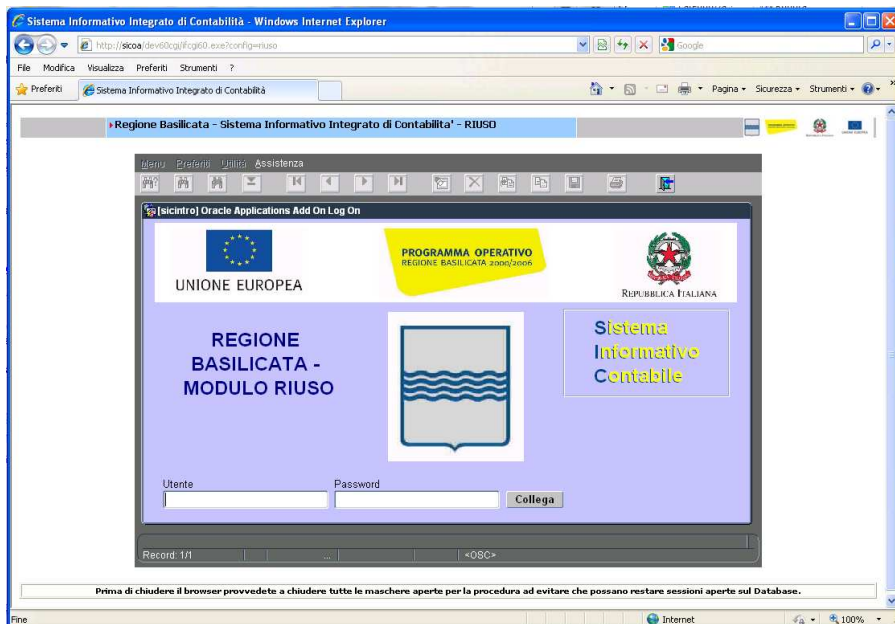 Sistema Informativo Integrato di Contabilità - Windows Internet Explorer
http://sicoa/dev60cgi/ifcgi60.exe?config=riuso
Google
File Modifica Visualizza Preferiti Strumenti ?
Preferiti Sistema Informativo Integrato di Contabilità Pagina Sicurezza Strumenti
Regione Basilicata - Sistema Informativo Integrato di Contabilita' - RIUSO
Menu Preferiti Utilità Assistenza
[sicintro] Oracle Applications Add On Log On
UNIONE EUROPEA
PROGRAMMA OPERATIVO
REGIONE BASILICATA 2000/2006
REPUBBLICA ITALIANA
REGIONE
BASILICATA -
MODULO RIUSO
Sistema
Informativo
Contabile
Utente Password
Collega
Record: 1/1 ... <OSC>
Prima di chiudere il browser provvedete a chiudere tutte le maschere aperte per la procedura ad evitare che possano restare sessioni aperte sul Database.
Fine Internet 100%